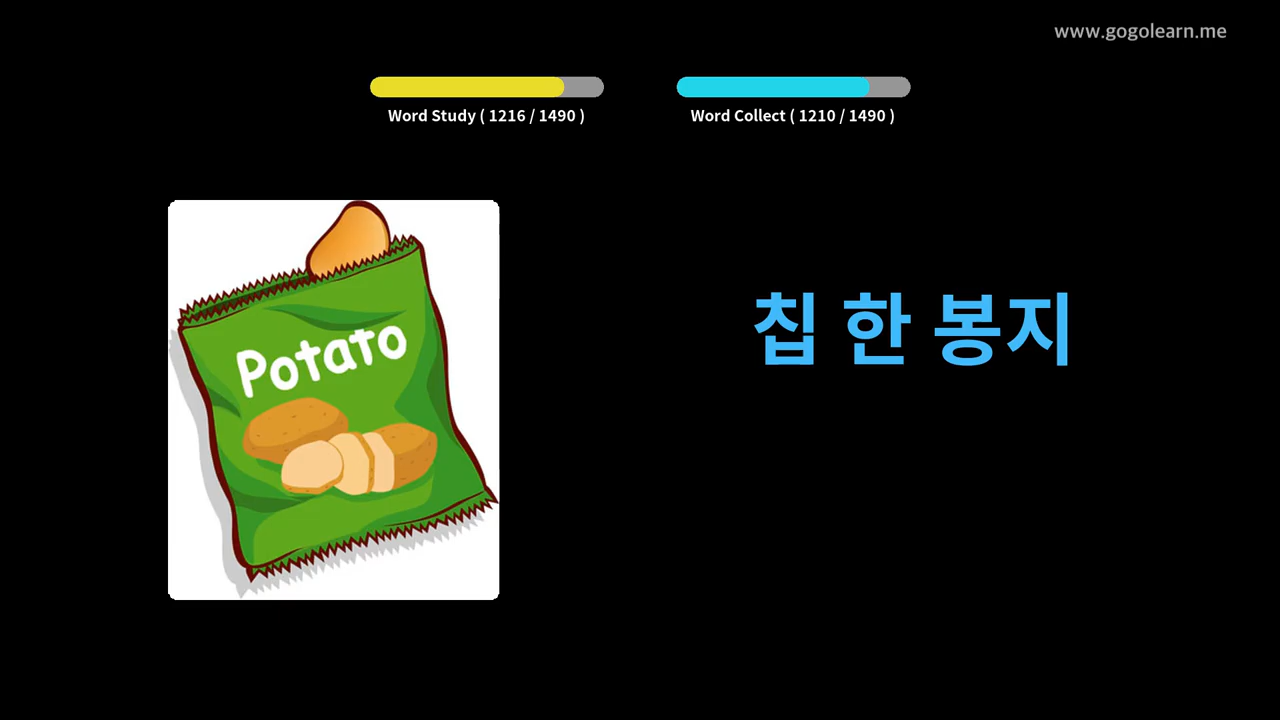 www.gogolearn.me
Word Study ( 1216 / 1490 )
Word Collect ( 1210 / 1490 )
Potato
칩 한 봉지